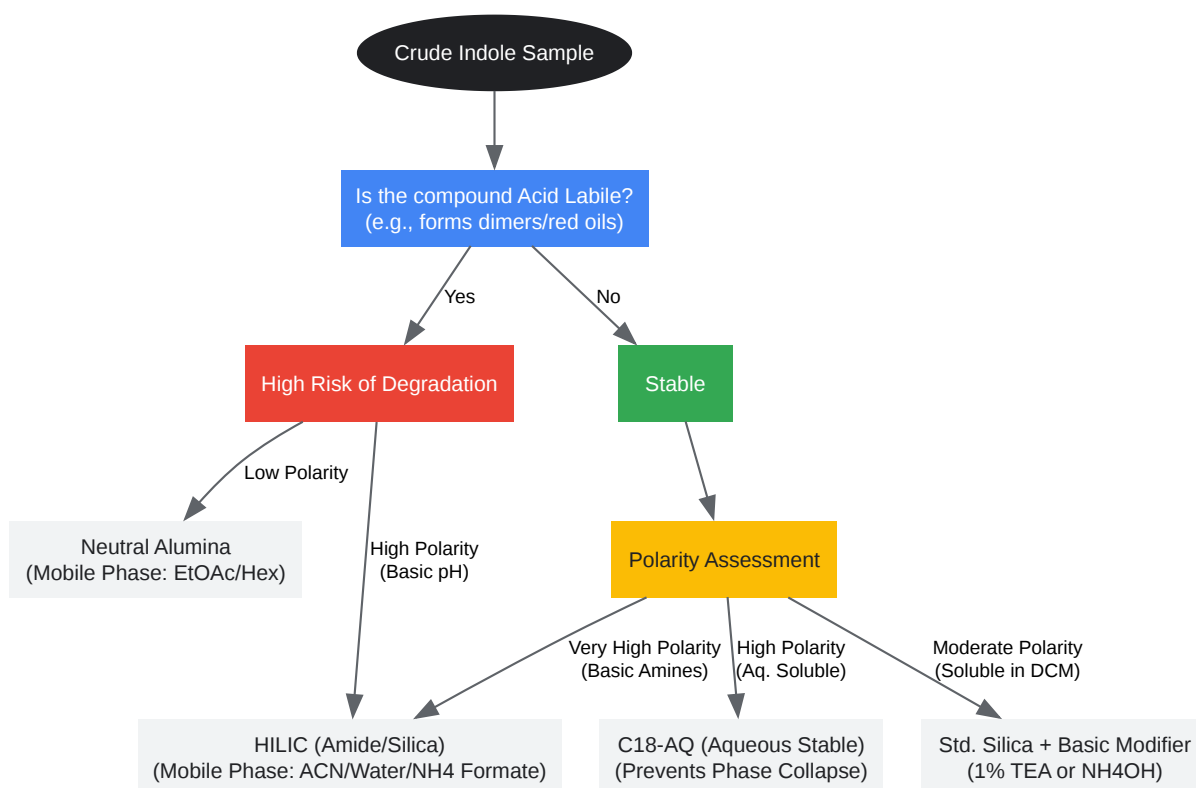 Crude Indole Sample
Is the compound Acid Labile?
(e.g., forms dimers/red oils)
Yes
No
High Risk of Degradation
Stable
Low Polarity
High Polarity
(Basic pH)
Neutral Alumina
(Mobile Phase: EtOAc/Hex)
Polarity Assessment
Very High Polarity
(Basic Amines)
High Polarity
(Aq. Soluble)
Moderate Polarity
(Soluble in DCM)
HILIC (Amide/Silica)
(Mobile Phase: ACN/Water/NH4 Formate)
C18-AQ (Aqueous Stable)
(Prevents Phase Collapse)
Std. Silica + Basic Modifier
(1% TEA or NH4OH)